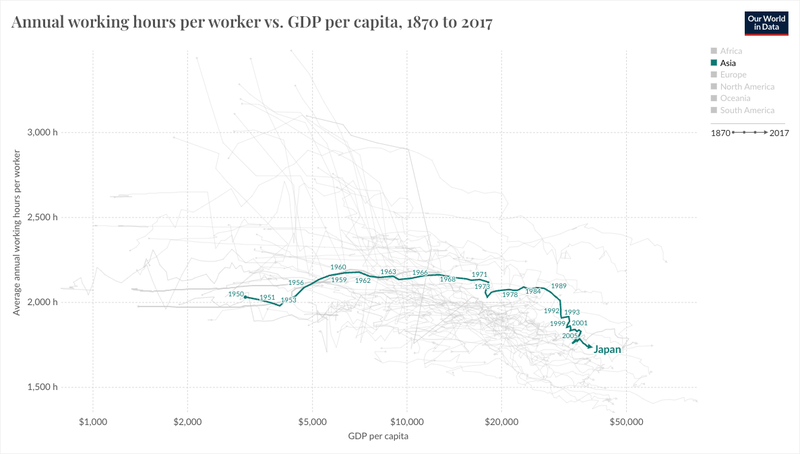 Annual working hours per worker vs. GDP per capita, 1870 to 2017
Our World
in Data
Africa
Asia
Europe
North America
Oceania
South America
1870 2017
Average annual working hours per worker
3,000 h
2,500 h
2,000 h
1,500 h
1950
1951
1953
1956
1960
1959
1962
1963
1966
1968
1971
1973
1978
1984
1989
1992
1993
1999
2001
2005
Japan
$1,000
$2,000
$5,000
$10,000
$20,000
$50,000
GDP per capita